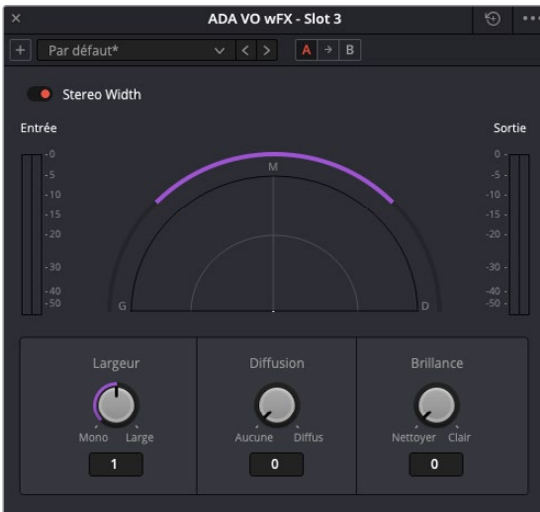 × ADA VO wFX - Slot 3 •••
+ Par défaut* < > A → B
Stereo Width
Entrée Sortie
-0 0 -
-5 -5 -
M
-10 -10 -
-15 -15 -
-20 -20 -
-30 -30 -
-40 -40 -
-50 G D -50 -
Largeur Diffusion Brillance
Mono Large Aucune Diffus Nettoyer Clair
1 0 0